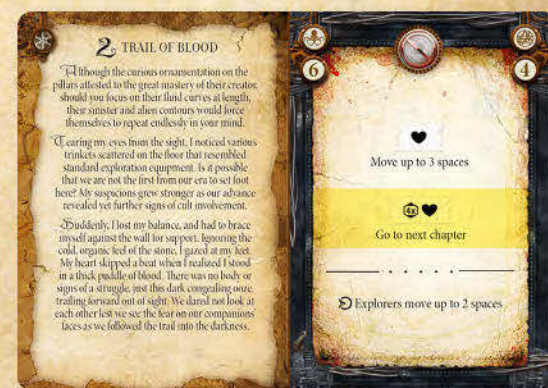 2 TRAIL OF BLOOD
Although the curious ornamentation on the
pillars attested to the great mastery of their creator,
should you focus on their fluid curves at length,
their sinister and alien contours would force
themselves to repeat endlessly in your mind.
Tearing my eyes from the sight, I noticed various
trinkets scattered on the floor that resembled
standard exploration equipment. Is it possible
that we are not the first from our era to set foot
here? My suspicions grew stronger as our advance
revealed yet further signs of cult involvement.
Suddenly, I lost my balance, and had to brace
myself against the wall for support. Ignoring the
cold, organic feel of the stone, I gazed at my feet.
My heart skipped a beat when I realized I stood
in a thick puddle of blood. There was no body or
signs of a struggle, just this dark congealing ooze
trailing forward out of sight. We dared not look at
each other lest we see the fear on our companions'
faces as we followed the trail into the darkness.
6
4
Move up to 3 spaces
4x
Go to next chapter
Explorers move up to 2 spaces